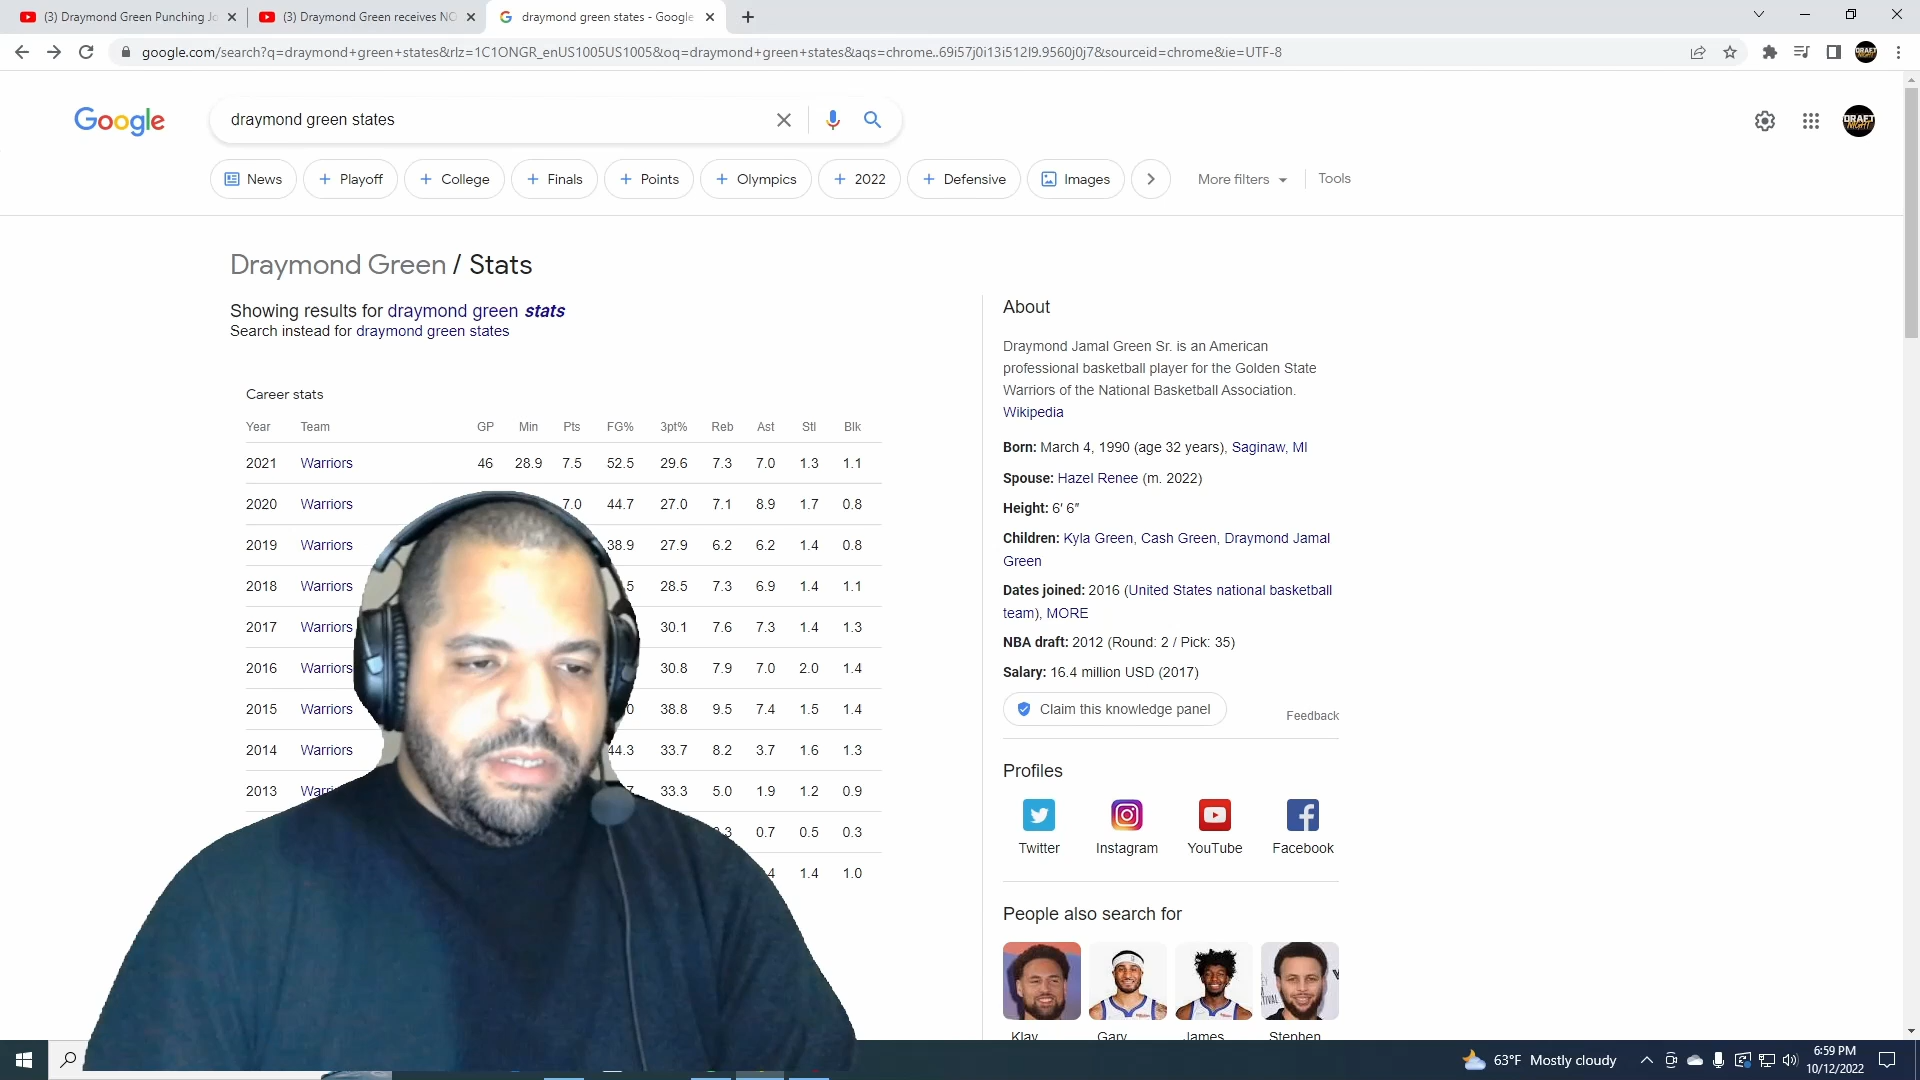 (3) Draymond Green Punching Jo
(3) Draymond Green receives NO
draymond green states - Google
google.com/search?q=draymond+green+states&rlz=1C1ONGR_enUS1005US1005&oq=draymond+green+states&aqs=chrome..69i57j0i13i512l9.9560j0j7&sourceid=chrome&ie=UTF-8
Google
draymond green states
DRAFT NIGHT
News
Playoff
College
Finals
Points
Olympics
2022
Defensive
Images
More filters
Tools
Draymond Green / Stats
Showing results for draymond green stats
Search instead for draymond green states
Career stats
Year Team GP Min Pts FG% 3pt% Reb Ast Stl Blk
2021 Warriors 46 28.9 7.5 52.5 29.6 7.3 7.0 1.3 1.1
2020 Warriors 7.0 44.7 27.0 7.1 8.9 1.7 0.8
2019 Warriors 38.9 27.9 6.2 6.2 1.4 0.8
2018 Warriors 5 28.5 7.3 6.9 1.4 1.1
2017 Warriors 30.1 7.6 7.3 1.4 1.3
2016 Warriors 30.8 7.9 7.0 2.0 1.4
2015 Warriors 0 38.8 9.5 7.4 1.5 1.4
2014 Warriors 44.3 33.7 8.2 3.7 1.6 1.3
2013 Warri 33.3 5.0 1.9 1.2 0.9
.3 0.7 0.5 0.3
.4 1.4 1.0
About
Draymond Jamal Green Sr. is an American
professional basketball player for the Golden State
Warriors of the National Basketball Association.
Wikipedia
Born: March 4, 1990 (age 32 years), Saginaw, MI
Spouse: Hazel Renee (m. 2022)
Height: 6′ 6″
Children: Kyla Green, Cash Green, Draymond Jamal
Green
Dates joined: 2016 (United States national basketball
team), MORE
NBA draft: 2012 (Round: 2 / Pick: 35)
Salary: 16.4 million USD (2017)
Claim this knowledge panel
Feedback
Profiles
Twitter Instagram YouTube Facebook
People also search for
Klay Gary James Stephen
63°F Mostly cloudy
6:59 PM
10/12/2022